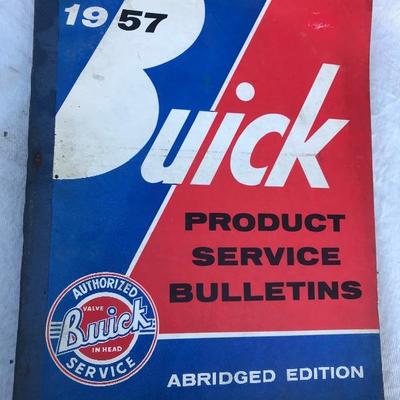 1957
Buick
PRODUCT
SERVICE
BULLETINS
AUTHORIZED
VALVE
Buick
IN HEAD
SERVICE
ABRIDGED EDITION